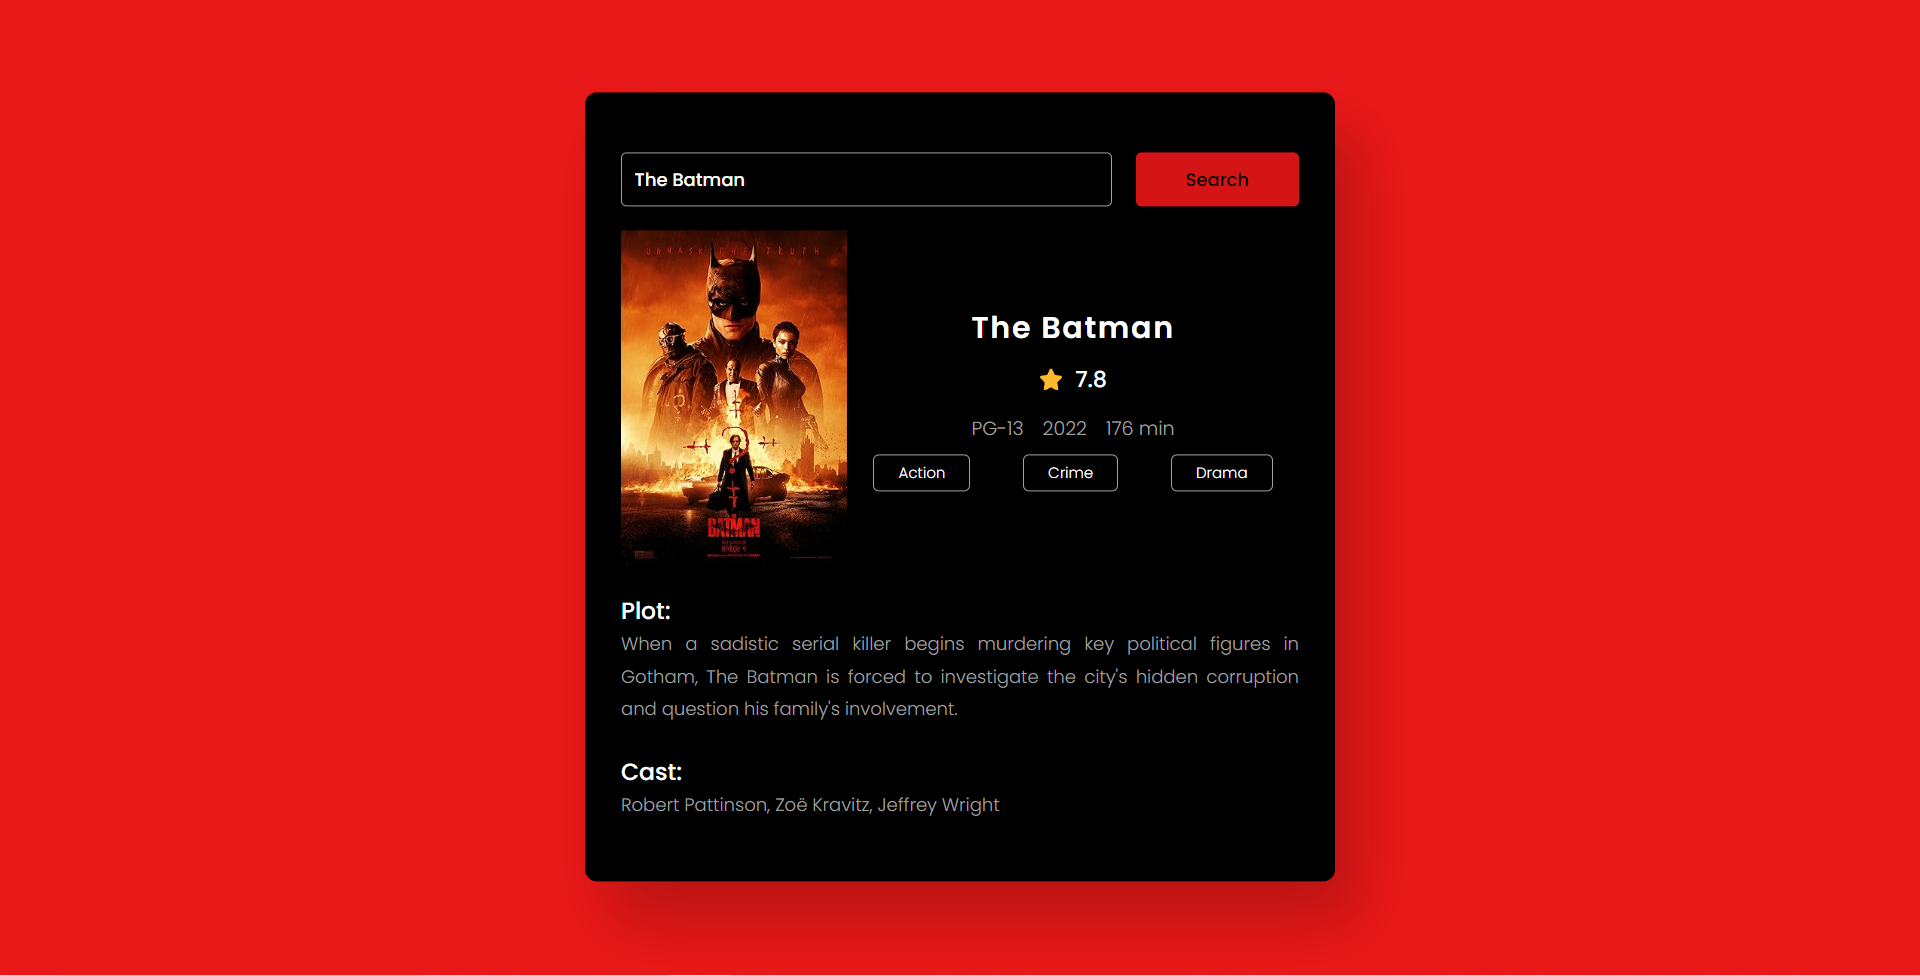 The Batman
Search
UNMASK THE TRUTH
BATMAN
The Batman
7.8
PG-13 2022 176 min
Action Crime Drama
Plot:
When a sadistic serial killer begins murdering key political figures in
Gotham, The Batman is forced to investigate the city's hidden corruption
and question his family's involvement.
Cast:
Robert Pattinson, Zoë Kravitz, Jeffrey Wright